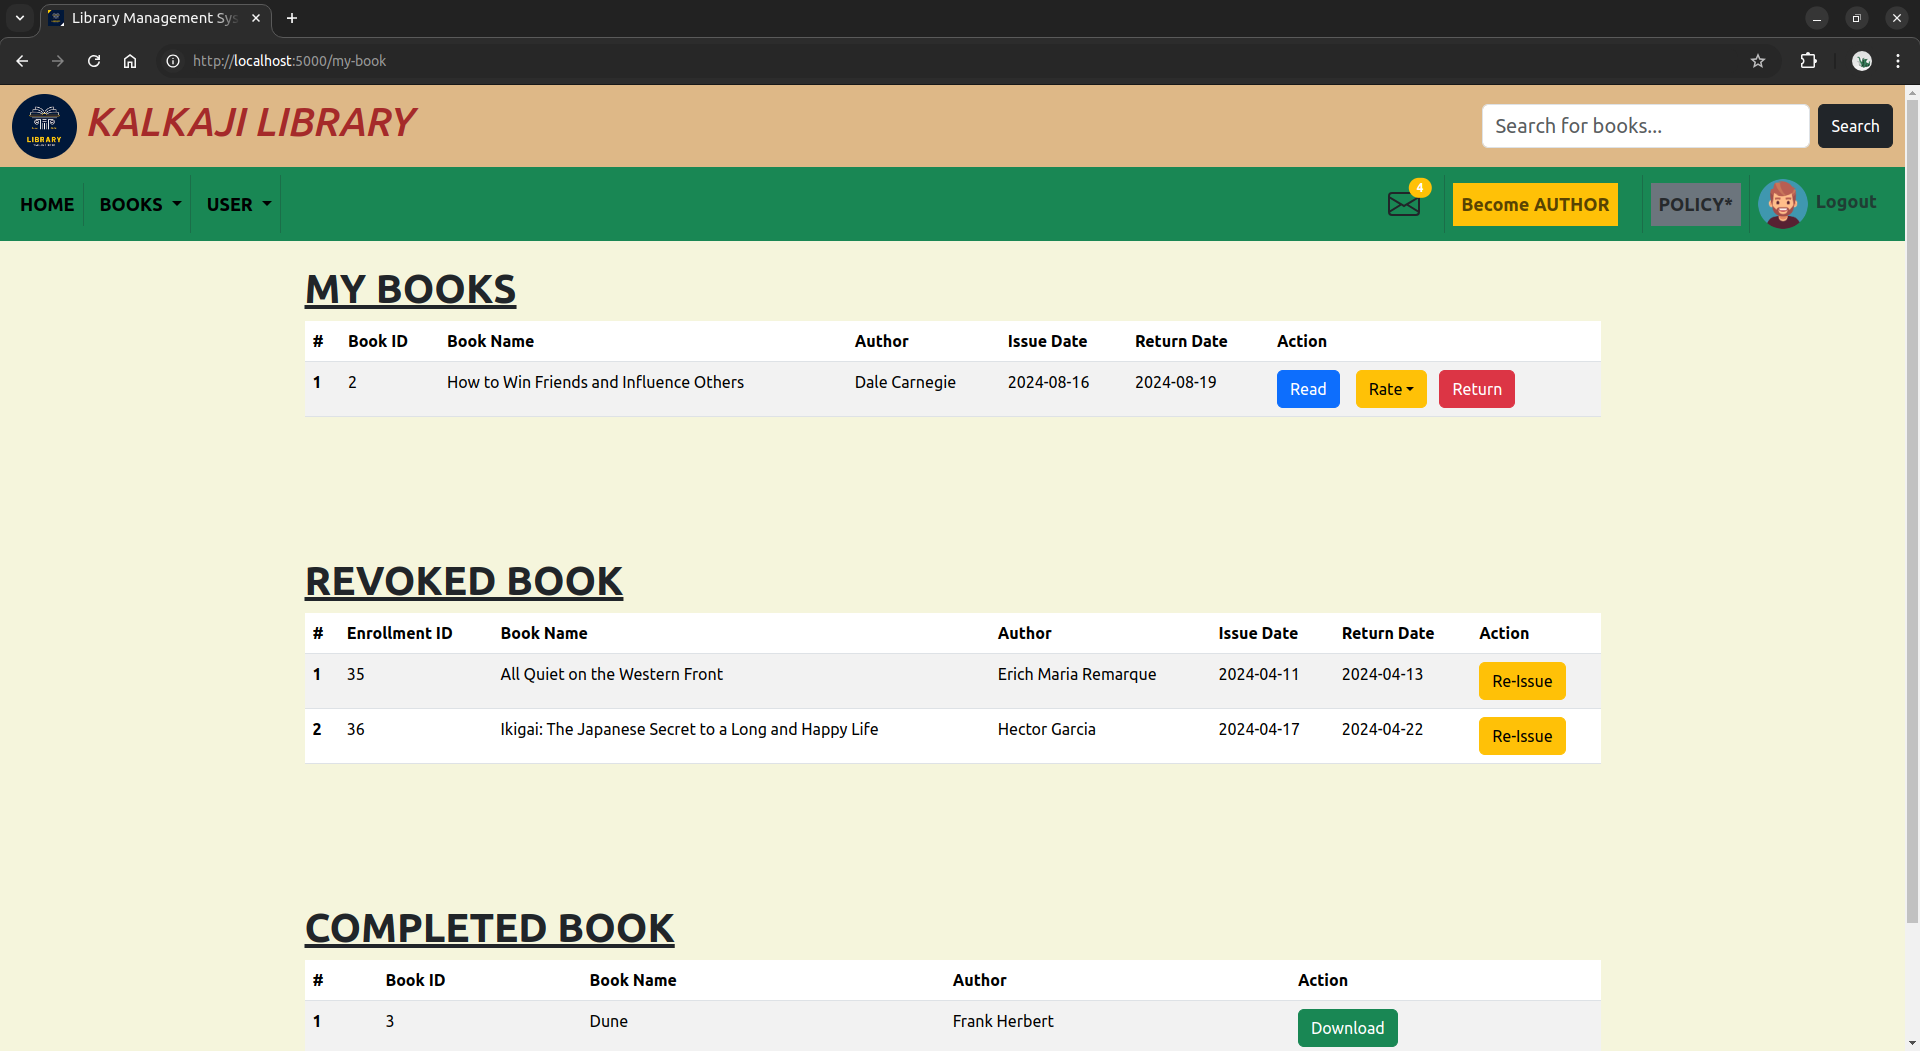 Library Management Sys
http://localhost:5000/my-book
LIBRARY
KALKAJI LIBRARY
Search for books...
Search
HOME
BOOKS
USER
4
Become AUTHOR
POLICY*
Logout
MY BOOKS
# Book ID Book Name Author Issue Date Return Date Action
1 2 How to Win Friends and Influence Others Dale Carnegie 2024-08-16 2024-08-19 Read Rate Return
REVOKED BOOK
# Enrollment ID Book Name Author Issue Date Return Date Action
1 35 All Quiet on the Western Front Erich Maria Remarque 2024-04-11 2024-04-13 Re-Issue
2 36 Ikigai: The Japanese Secret to a Long and Happy Life Hector Garcia 2024-04-17 2024-04-22 Re-Issue
COMPLETED BOOK
# Book ID Book Name Author Action
1 3 Dune Frank Herbert Download